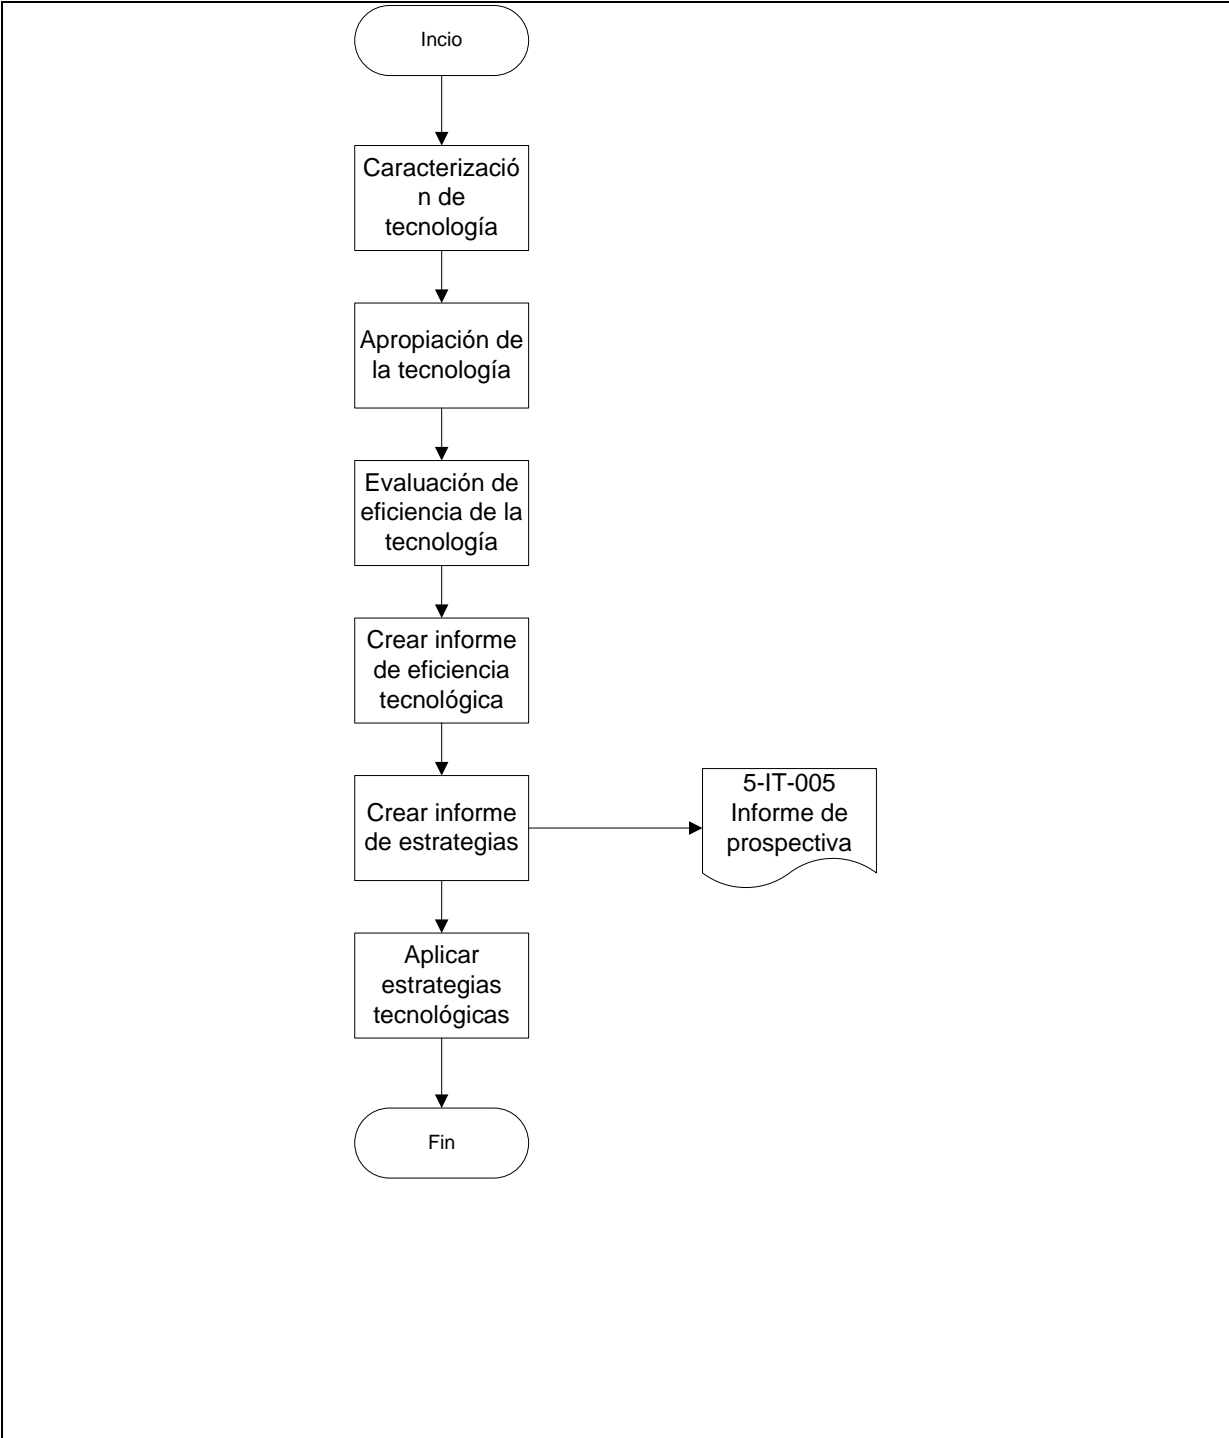 Incio
Caracterizació
n de
tecnología
Apropiación de
la tecnología
Evaluación de
eficiencia de la
tecnología
Crear informe
de eficiencia
tecnológica
Crear informe
de estrategias
5-IT-005
Informe de
prospectiva
Aplicar
estrategias
tecnológicas
Fin